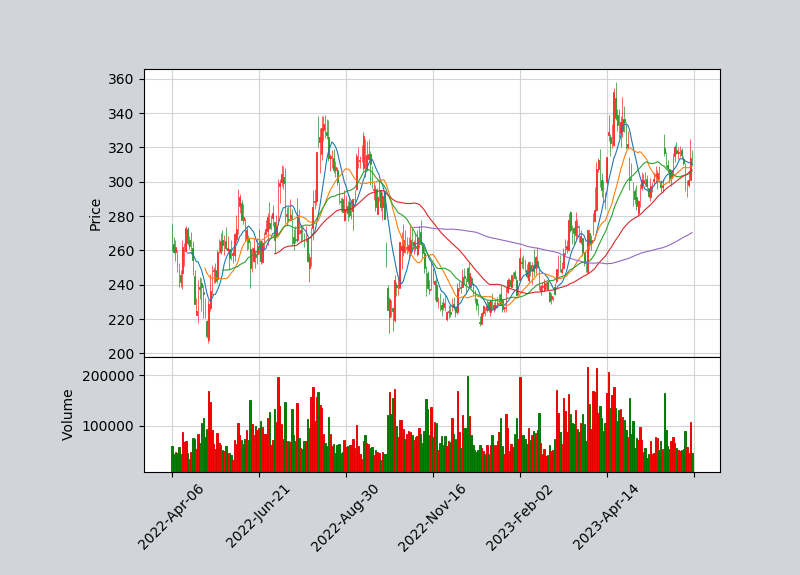 Price
360
340
320
300
280
260
240
220
200
Volume
200000
100000
2022-Apr-06
2022-Jun-21
2022-Aug-30
2022-Nov-16
2023-Feb-02
2023-Apr-14